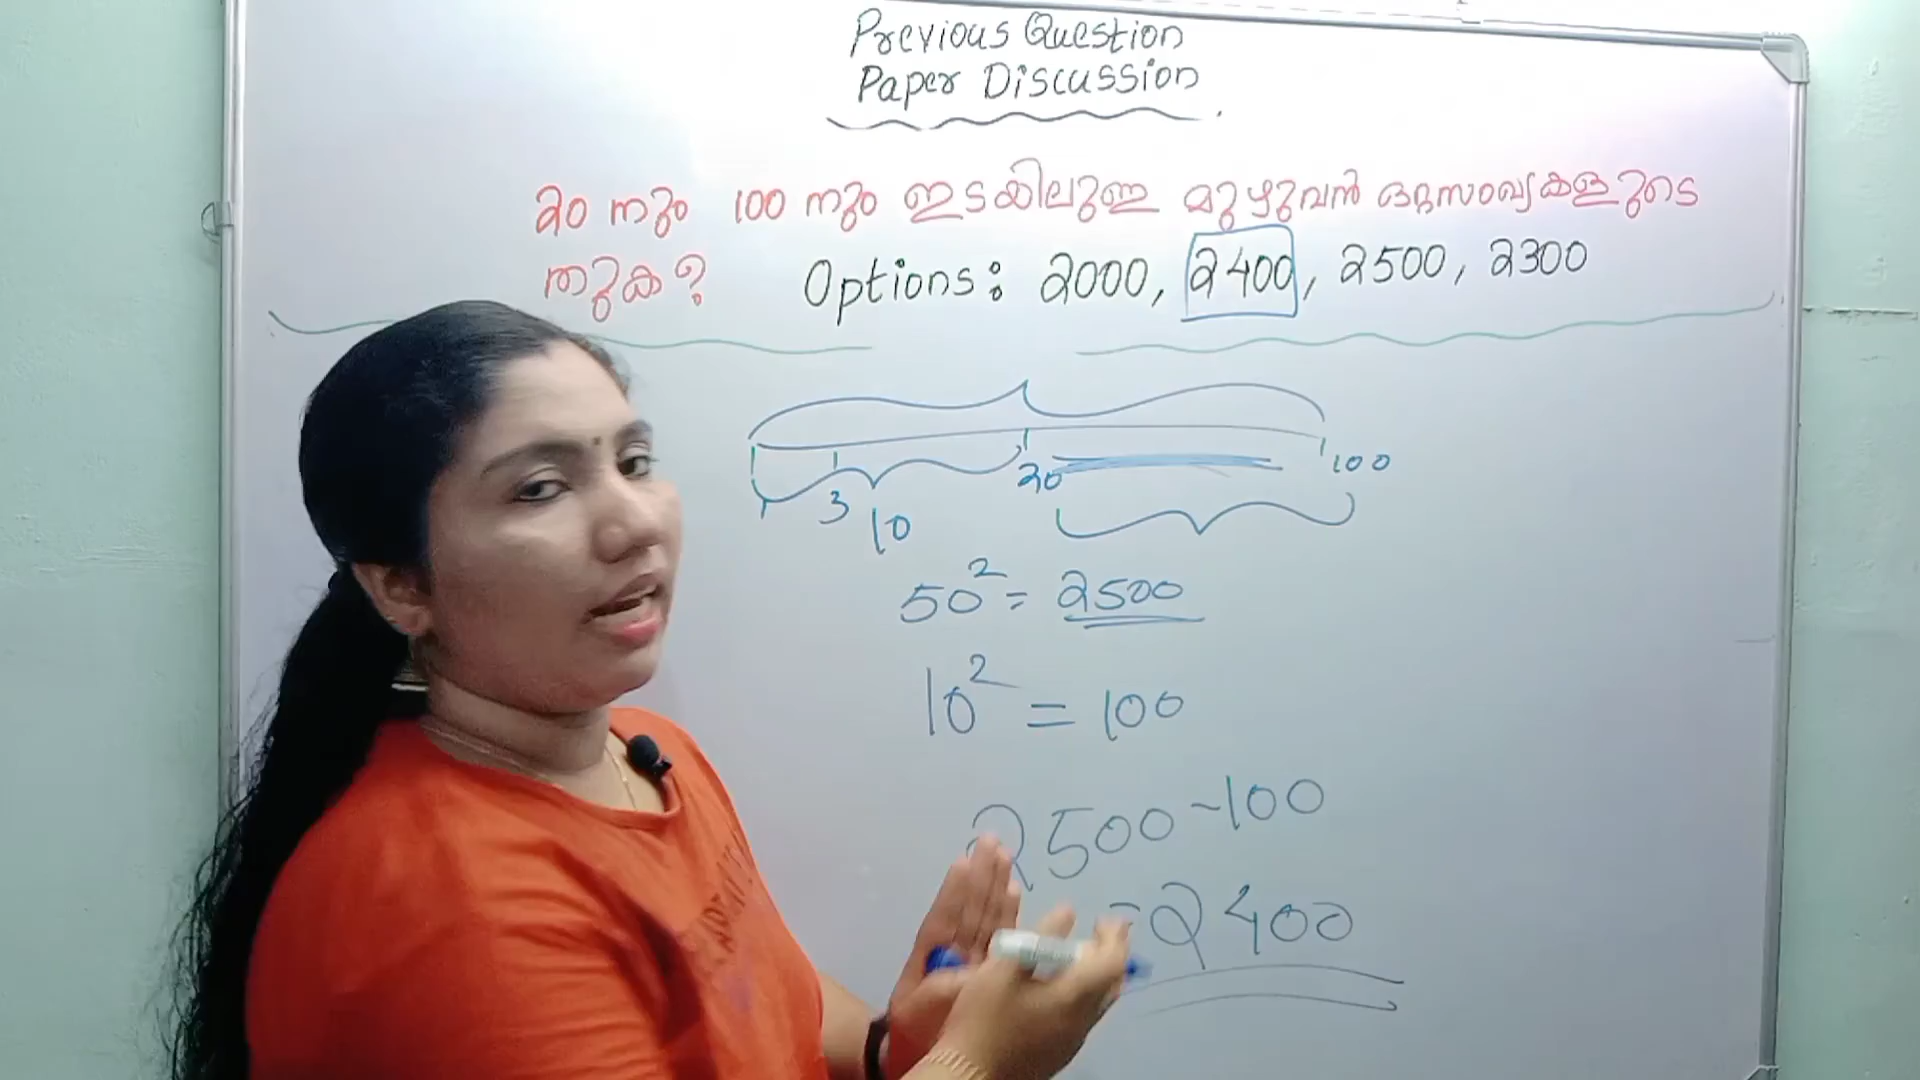 Previous Question
Paper Discussion
20 നും 100 നും ഇടയിലുള്ള മുഴുവൻ ഒറ്റസംഖ്യകളുടെ
തുക?
Options: 2000, 2400, 2500, 2300
1 3 20 100
10
50² = 2500
10² = 100
2500-100
=2400